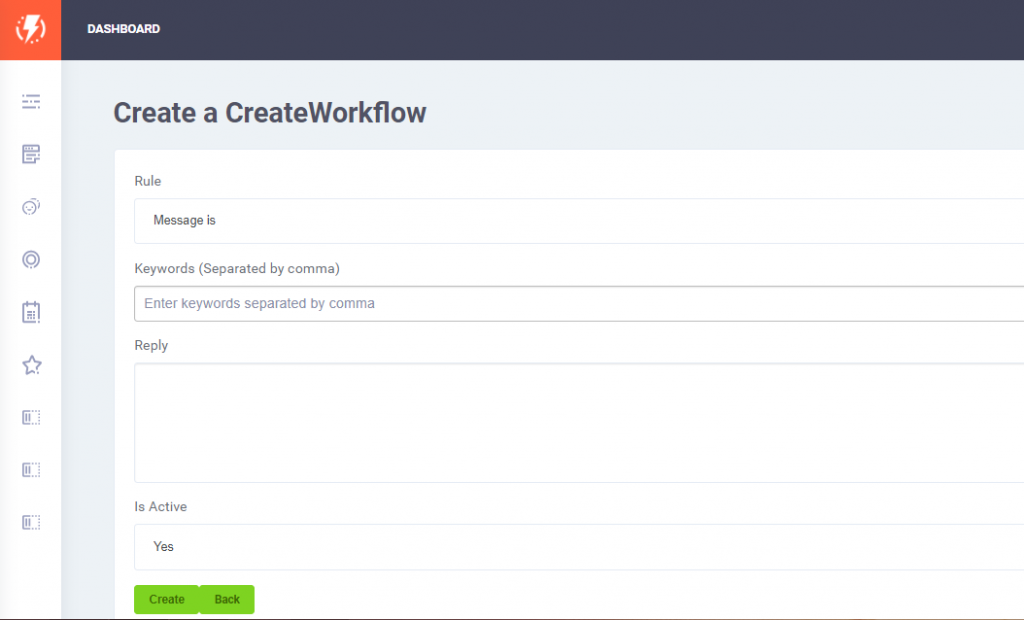 DASHBOARD
Create a CreateWorkflow
Rule
Message is
Keywords (Separated by comma)
Enter keywords separated by comma
Reply
Is Active
Yes
Create Back